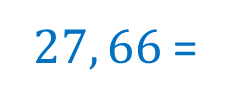 27, 66 =